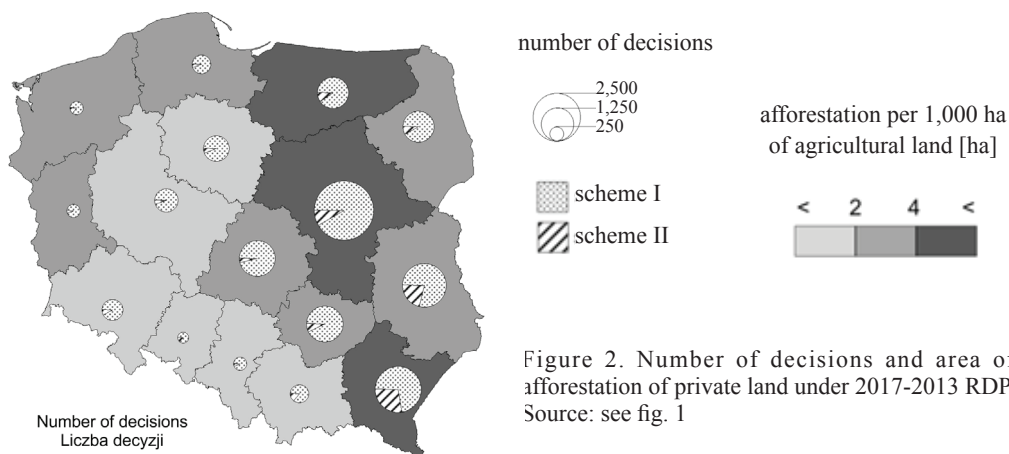 number of decisions
2,500
1,250
250
scheme I
scheme II
afforestation per 1,000 ha
of agricultural land [ha]
< 2 4 <
Number of decisions
Liczba decyzji
Figure 2. Number of decisions and area of
afforestation of private land under 2017-2013 RDP
Source: see fig. 1